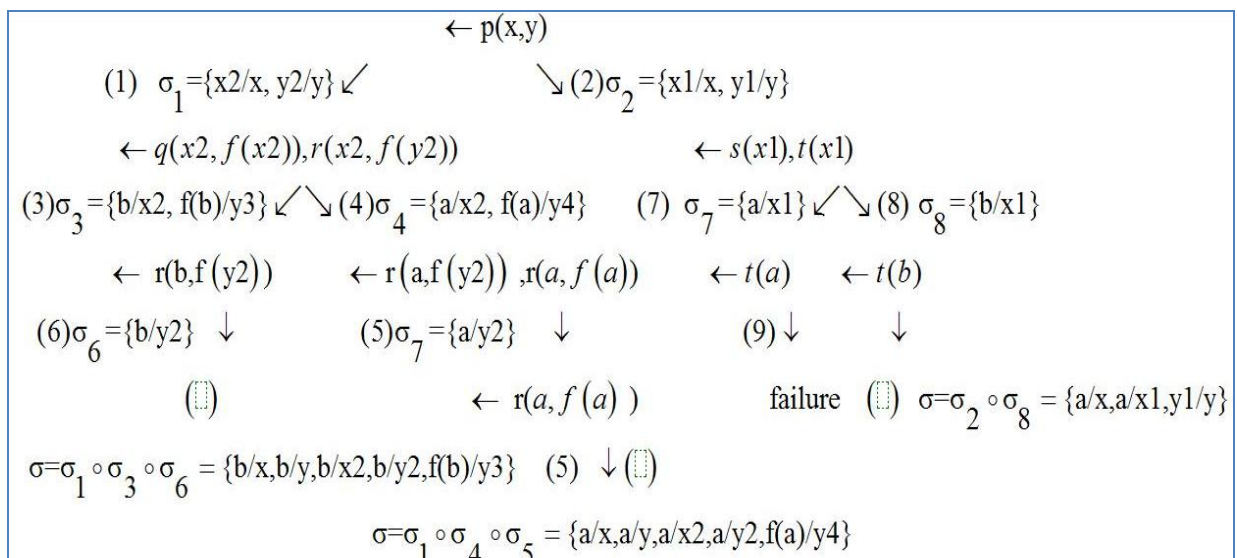 ← p(x,y)
(1) σ1={x2/x, y2/y}↙ ↘(2)σ2={x1/x, y1/y}
←q(x2, f(x2)),r(x2, f(y2)) ←s(x1),t(x1)
(3)σ3={b/x2, f(b)/y3}↙↘(4)σ4={a/x2, f(a)/y4} (7) σ7={a/x1}↙↘(8) σ8={b/x1}
← r(b,f(y2)) ←r(a,f(y2)) ,r(a, f(a)) ←t(a) ←t(b)
(6)σ6={b/y2} ↓ (5)σ7={a/y2} ↓ (9)↓ ↓
(▯) ← r(a, f(a) ) failure (▯) σ=σ2∘σ8 = {a/x,a/x1,y1/y}
σ=σ1∘σ3∘σ6 = {b/x,b/y,b/x2,b/y2,f(b)/y3} (5) ↓(▯)
σ=σ1∘σ4∘σ5 = {a/x,a/y,a/x2,a/y2,f(a)/y4}